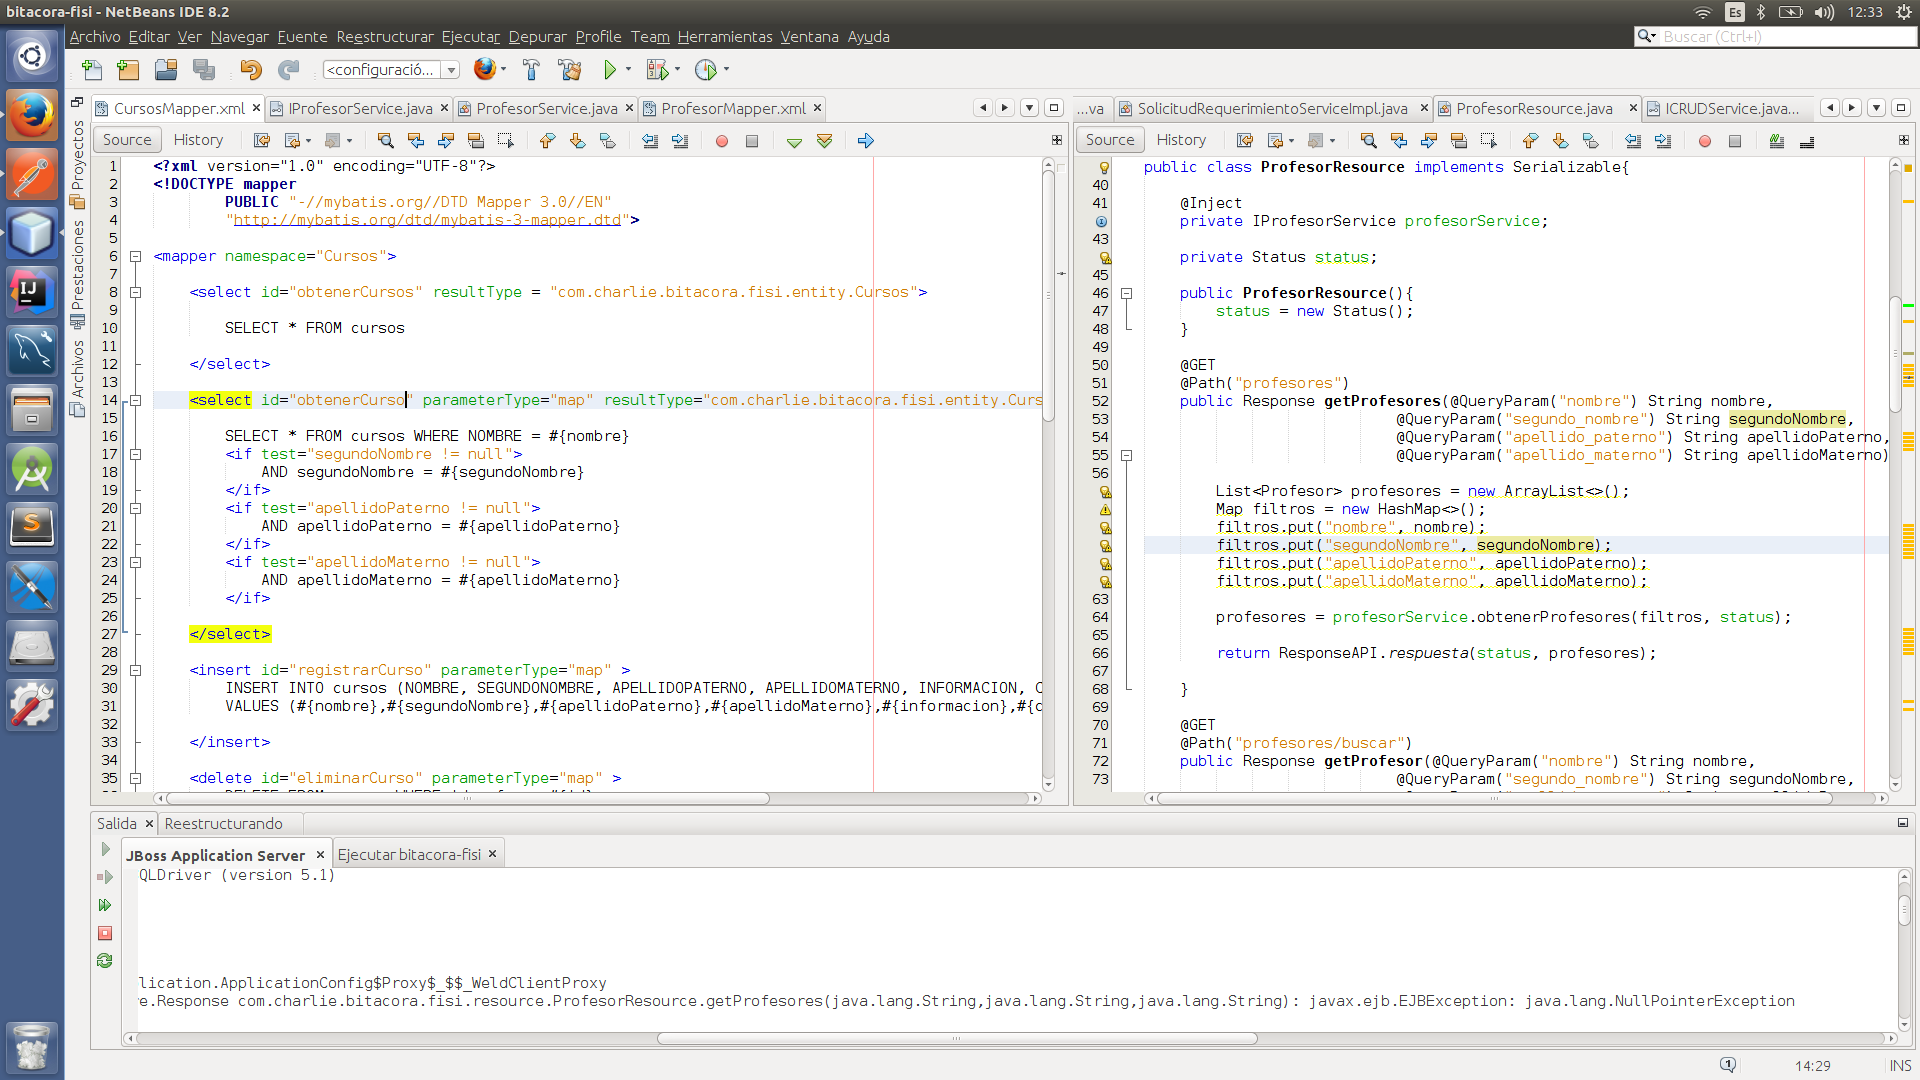 bitacora-fisi - NetBeans IDE 8.2
Es
12:33
Archivo Editar Ver Navegar Fuente Reestructurar Ejecutar Depurar Profile Team Herramientas Ventana Ayuda
Buscar (Ctrl+I)
<configuració...
CursosMapper.xml IProfesorService.java ProfesorService.java ProfesorMapper.xml
Source History
Proyectos
Prestaciones
Archivos
1 <?xml version="1.0" encoding="UTF-8"?>
2 <!DOCTYPE mapper
3 PUBLIC "-//mybatis.org//DTD Mapper 3.0//EN"
4 "http://mybatis.org/dtd/mybatis-3-mapper.dtd">
5
6 <mapper namespace="Cursos">
7
8 <select id="obtenerCursos" resultType = "com.charlie.bitacora.fisi.entity.Cursos">
9
10 SELECT * FROM cursos
11
12 </select>
13
14 <select id="obtenerCurso" parameterType="map" resultType="com.charlie.bitacora.fisi.entity.Curs
15
16 SELECT * FROM cursos WHERE NOMBRE = #{nombre}
17 <if test="segundoNombre != null">
18 AND segundoNombre = #{segundoNombre}
19 </if>
20 <if test="apellidoPaterno != null">
21 AND apellidoPaterno = #{apellidoPaterno}
22 </if>
23 <if test="apellidoMaterno != null">
24 AND apellidoMaterno = #{apellidoMaterno}
25 </if>
26
27 </select>
28
29 <insert id="registrarCurso" parameterType="map" >
30 INSERT INTO cursos (NOMBRE, SEGUNDONOMBRE, APELLIDOPATERNO, APELLIDOMATERNO, INFORMACION, C
31 VALUES (#{nombre},#{segundoNombre},#{apellidoPaterno},#{apellidoMaterno},#{informacion},#{c
32
33 </insert>
34
35 <delete id="eliminarCurso" parameterType="map" >
...va SolicitudRequerimientoServiceImpl.java ProfesorResource.java ICRUDService.java...
Source History
public class ProfesorResource implements Serializable{
40
41 @Inject
private IProfesorService profesorService;
43
private Status status;
45
46 public ProfesorResource(){
47 status = new Status();
48 }
49
50 @GET
51 @Path("profesores")
52 public Response getProfesores(@QueryParam("nombre") String nombre,
53 @QueryParam("segundo_nombre") String segundoNombre,
54 @QueryParam("apellido_paterno") String apellidoPaterno,
55 @QueryParam("apellido_materno") String apellidoMaterno)
56
List<Profesor> profesores = new ArrayList<>();
Map filtros = new HashMap<>();
filtros.put("nombre", nombre);
filtros.put("segundoNombre", segundoNombre);
filtros.put("apellidoPaterno", apellidoPaterno);
filtros.put("apellidoMaterno", apellidoMaterno);
63
64 profesores = profesorService.obtenerProfesores(filtros, status);
65
66 return ResponseAPI.respuesta(status, profesores);
67
68 }
69
70 @GET
71 @Path("profesores/buscar")
72 public Response getProfesor(@QueryParam("nombre") String nombre,
73 @QueryParam("segundo_nombre") String segundoNombre,
Salida Reestructurando
JBoss Application Server Ejecutar bitacora-fisi
QLDriver (version 5.1)
lication.ApplicationConfig$Proxy$_$$_WeldClientProxy
e.Response com.charlie.bitacora.fisi.resource.ProfesorResource.getProfesores(java.lang.String,java.lang.String,java.lang.String): javax.ejb.EJBException: java.lang.NullPointerException
1
14:29
INS